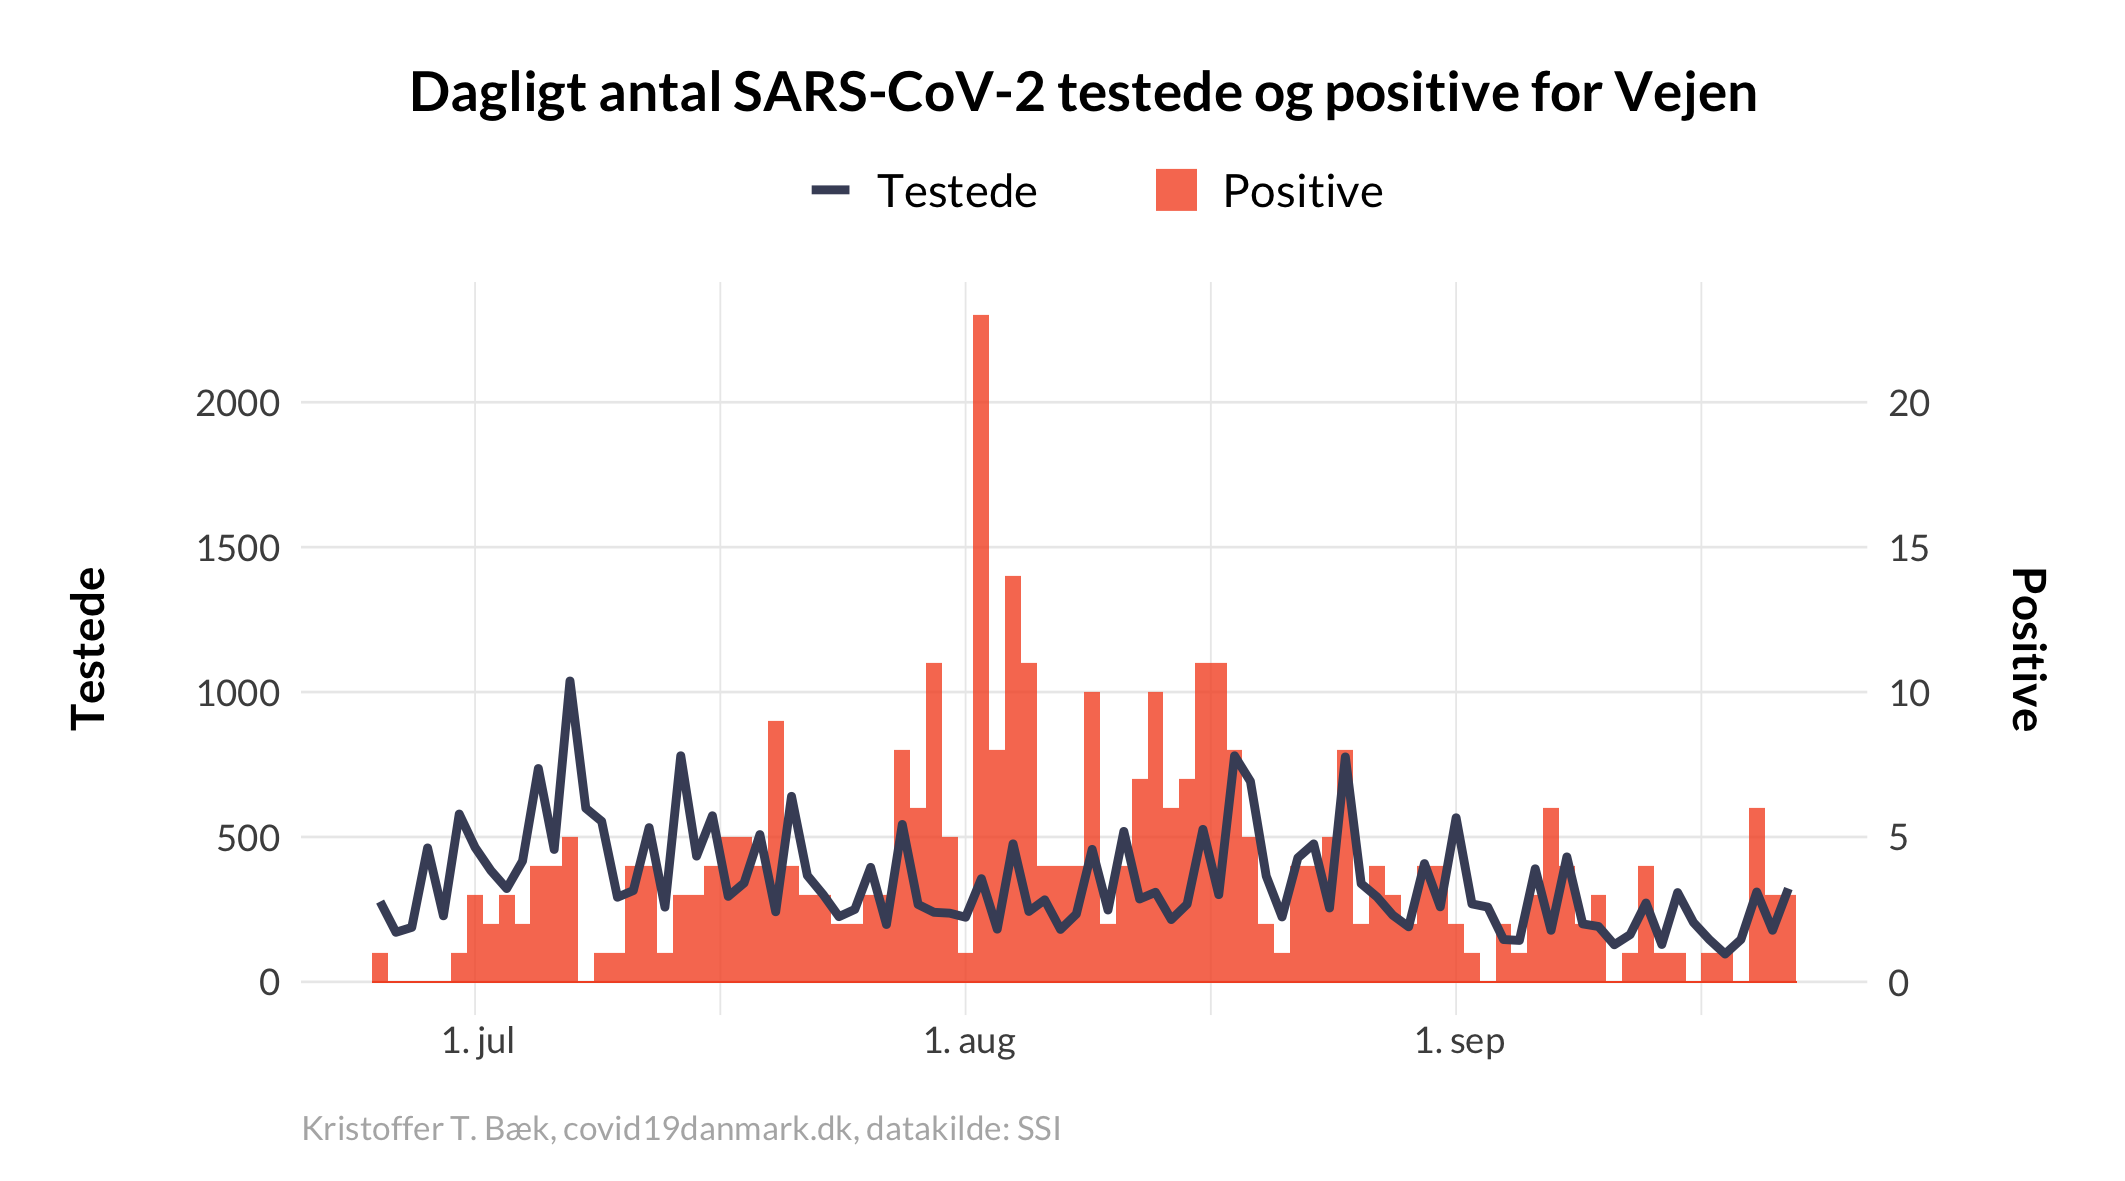 Dagligt antal SARS-CoV-2 testede og positive for Vejen
Testede Positive
2000 20
1500 15
1000 10
500 5
0 0
Testede
Positive
1. jul 1. aug 1. sep
Kristoffer T. Bæk, covid19danmark.dk, datakilde: SSI